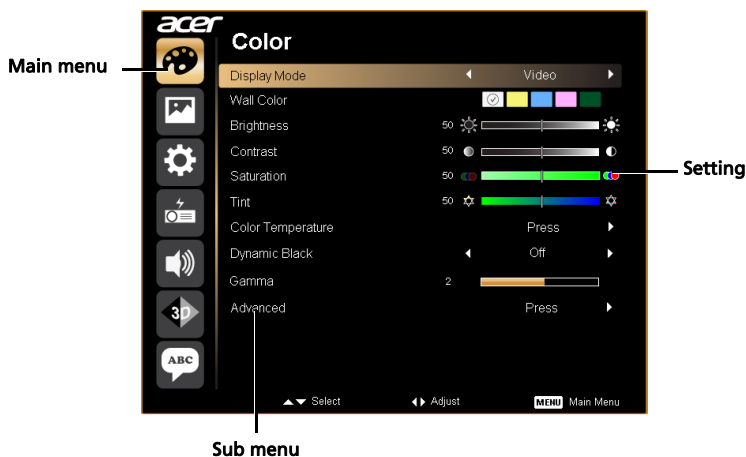 acer
Color
Main menu
Display Mode Video
Wall Color
Brightness 50
Contrast 50
Saturation 50
Setting
Tint 50
Color Temperature Press
Dynamic Black Off
Gamma 2
3D
Advanced Press
ABC
Select Adjust MENU Main Menu
Sub menu